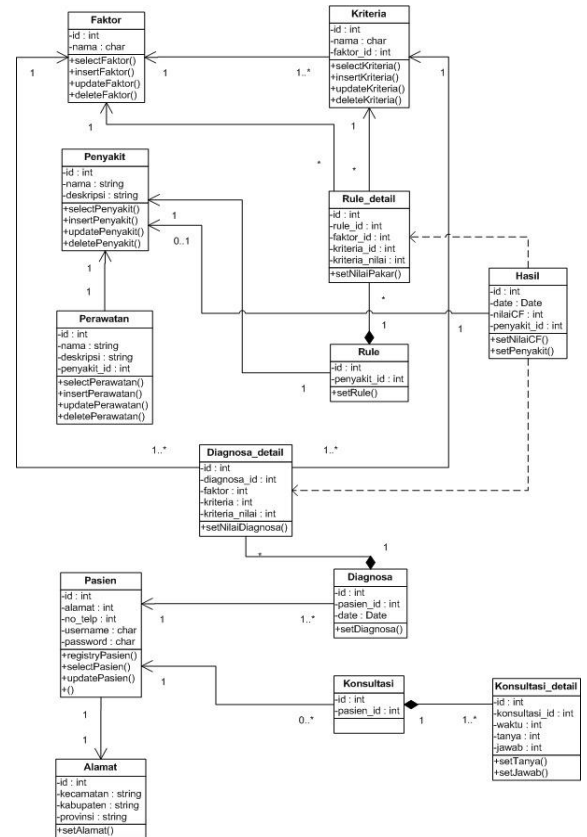 Faktor
-id : int
-nama : char
+selectFaktor()
+insertFaktor()
+updateFaktor()
+deleteFaktor()
Kriteria
-id : int
-nama : char
-faktor_id : int
+selectKriteria()
+insertKriteria()
+updateKriteria()
+deleteKriteria()
1
1
1..*
1
1
1
*
*
Penyakit
-id : int
-nama : string
-deskripsi : string
+selectPenyakit()
+insertPenyakit()
+updatePenyakit()
+deletePenyakit()
1
0..1
1
1
Rule_detail
-id : int
-rule_id : int
-faktor_id : int
-kriteria_id : int
-kriteria_nilai : int
+setNilaiPakar()
*
1
Hasil
-id : int
-date : Date
-nilaiCF : int
-penyakit_id : int
+setNilaiCF()
+setPenyakit()
1
Perawatan
-id : int
-nama : string
-deskripsi : string
-penyakit_id : int
+selectPerawatan()
+insertPerawatan()
+updatePerawatan()
+deletePerawatan()
Rule
-id : int
-penyakit_id : int
+setRule()
1
1..*
1..*
Diagnosa_detail
-id : int
-diagnosa_id : int
-faktor : int
-kriteria : int
-kriteria_nilai : int
+setNilaiDiagnosa()
*
1
Pasien
-id : int
-alamat : int
-no_telp : int
-username : char
-password : char
+registryPasien()
+selectPasien()
+updatePasien()
+()
1
1..*
Diagnosa
-id : int
-pasien_id : int
-date : Date
+setDiagnosa()
1
0..*
Konsultasi
-id : int
-pasien_id : int
1
1..*
Konsultasi_detail
-id : int
-konsultasi_id : int
-waktu : int
-tanya : int
-jawab : int
+setTanya()
+setJawab()
1
1
Alamat
-id : int
-kecamatan : string
-kabupaten : string
-provinsi : string
+setAlamat()